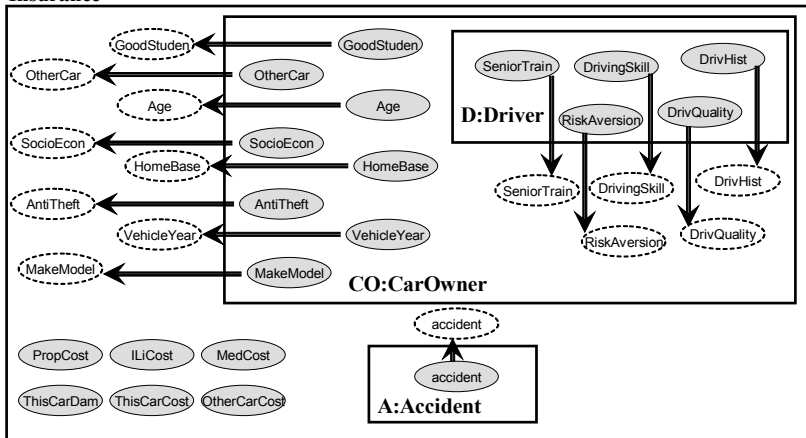 Insurance
GoodStuden GoodStuden
OtherCar OtherCar
Age Age
SocioEcon SocioEcon
HomeBase HomeBase
AntiTheft AntiTheft
VehicleYear VehicleYear
MakeModel MakeModel
SeniorTrain DrivingSkill DrivHist
D:Driver
RiskAversion DrivQuality
SeniorTrain DrivingSkill DrivHist
RiskAversion DrivQuality
CO:CarOwner
accident
accident
A:Accident
PropCost ILiCost MedCost
ThisCarDam ThisCarCost OtherCarCost